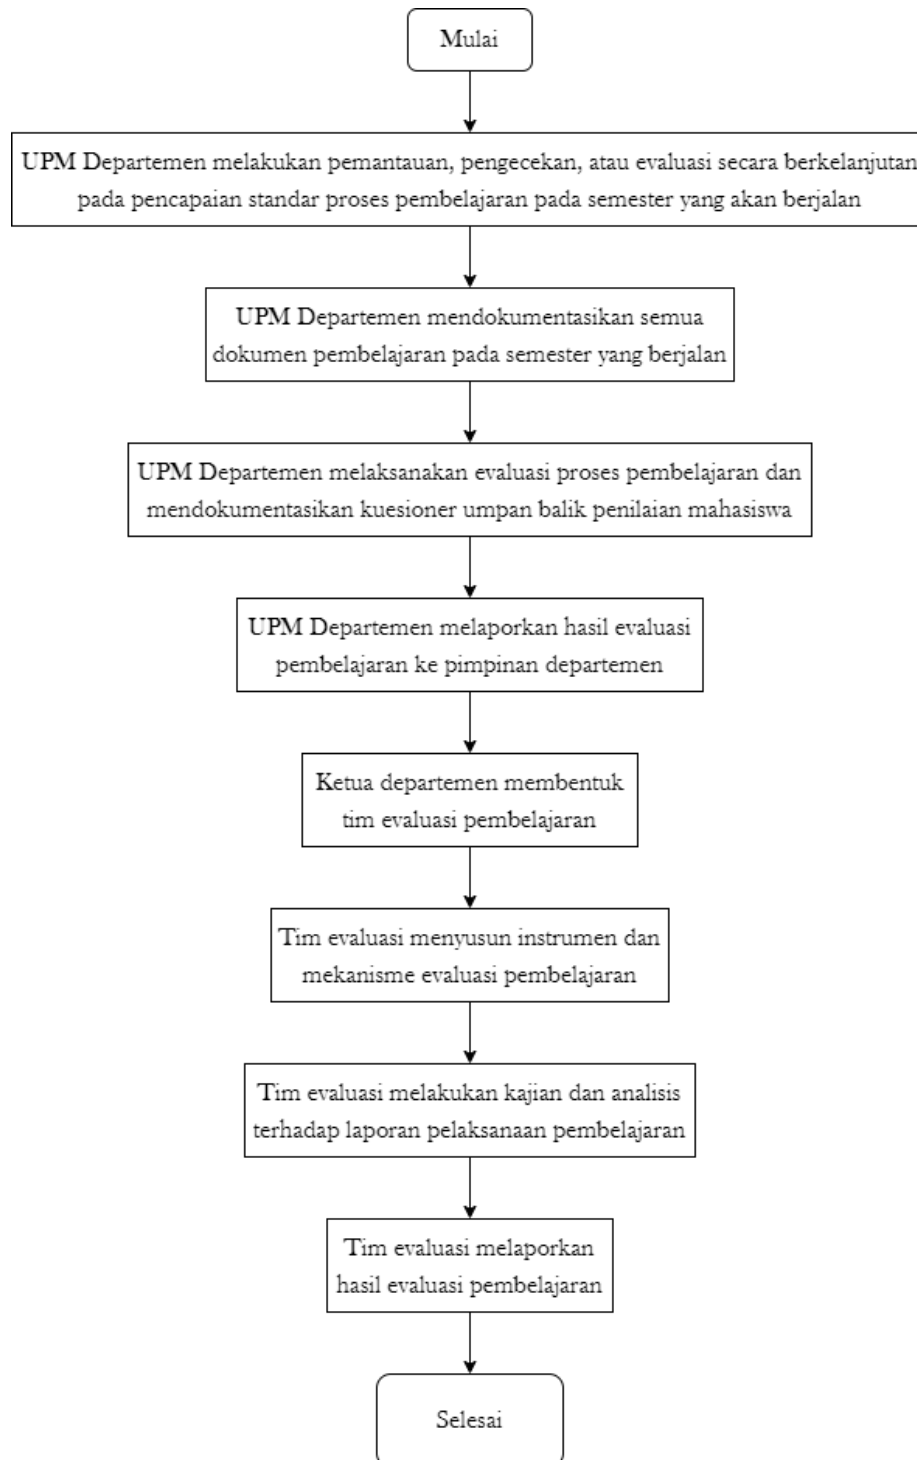 Mulai
UPM Departemen melakukan pemantauan, pengecekan, atau evaluasi secara berkelanjutan
pada pencapaian standar proses pembelajaran pada semester yang akan berjalan
UPM Departemen mendokumentasikan semua
dokumen pembelajaran pada semester yang berjalan
UPM Departemen melaksanakan evaluasi proses pembelajaran dan
mendokumentasikan kuesioner umpan balik penilaian mahasiswa
UPM Departemen melaporkan hasil evaluasi
pembelajaran ke pimpinan departemen
Ketua departemen membentuk
tim evaluasi pembelajaran
Tim evaluasi menyusun instrumen dan
mekanisme evaluasi pembelajaran
Tim evaluasi melakukan kajian dan analisis
terhadap laporan pelaksanaan pembelajaran
Tim evaluasi melaporkan
hasil evaluasi pembelajaran
Selesai